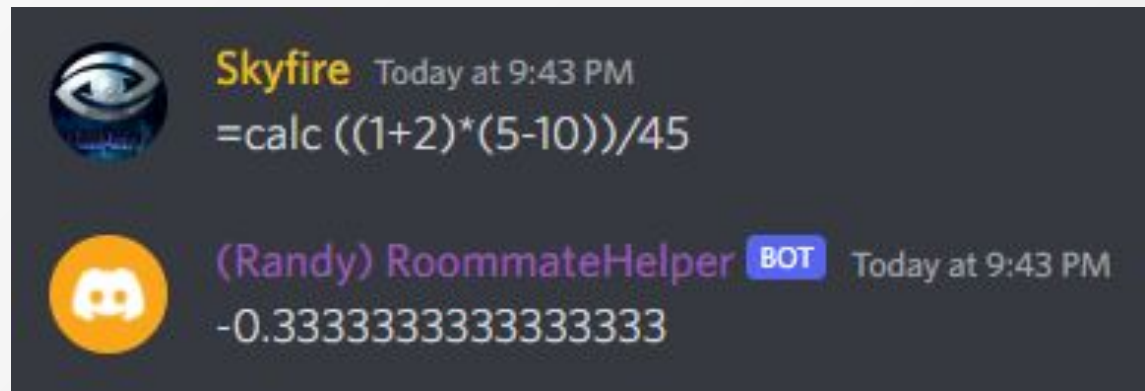 Skyfire Today at 9:43 PM
=calc ((1+2)*(5-10))/45
(Randy) RoommateHelper BOT Today at 9:43 PM
-0.3333333333333333